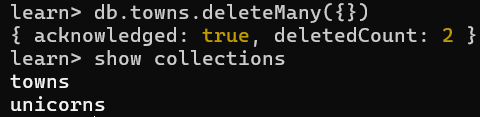 learn> db.towns.deleteMany({})
{ acknowledged: true, deletedCount: 2 }
learn> show collections
towns
unicorns